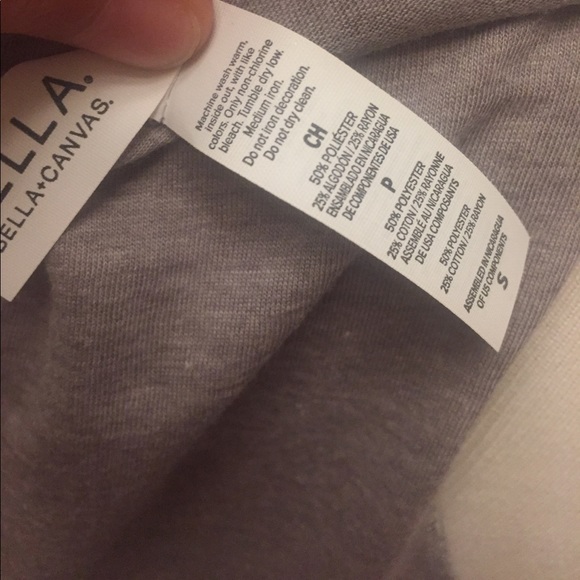 ELLA.
BELLA+CANVAS.
Machine wash warm,
inside out, with like
colors. Only non-chlorine
bleach. Tumble dry low.
Medium iron.
Do not iron decoration.
Do not dry clean.
CH
50% POLIÉSTER
25% ALGODON / 25% RAYON
ENSAMBLADO EN NICARAGUA
DE COMPONENTES DE USA
P
50% POLYESTER
25% COTON / 25% RAYONNE
ASSEMBLÉ AU NICARAGUA
DE USA COMPOSANTS
50% POLYESTER
25% COTTON / 25% RAYON
ASSEMBLED IN NICARAGUA
OF US COMPONENTS
S